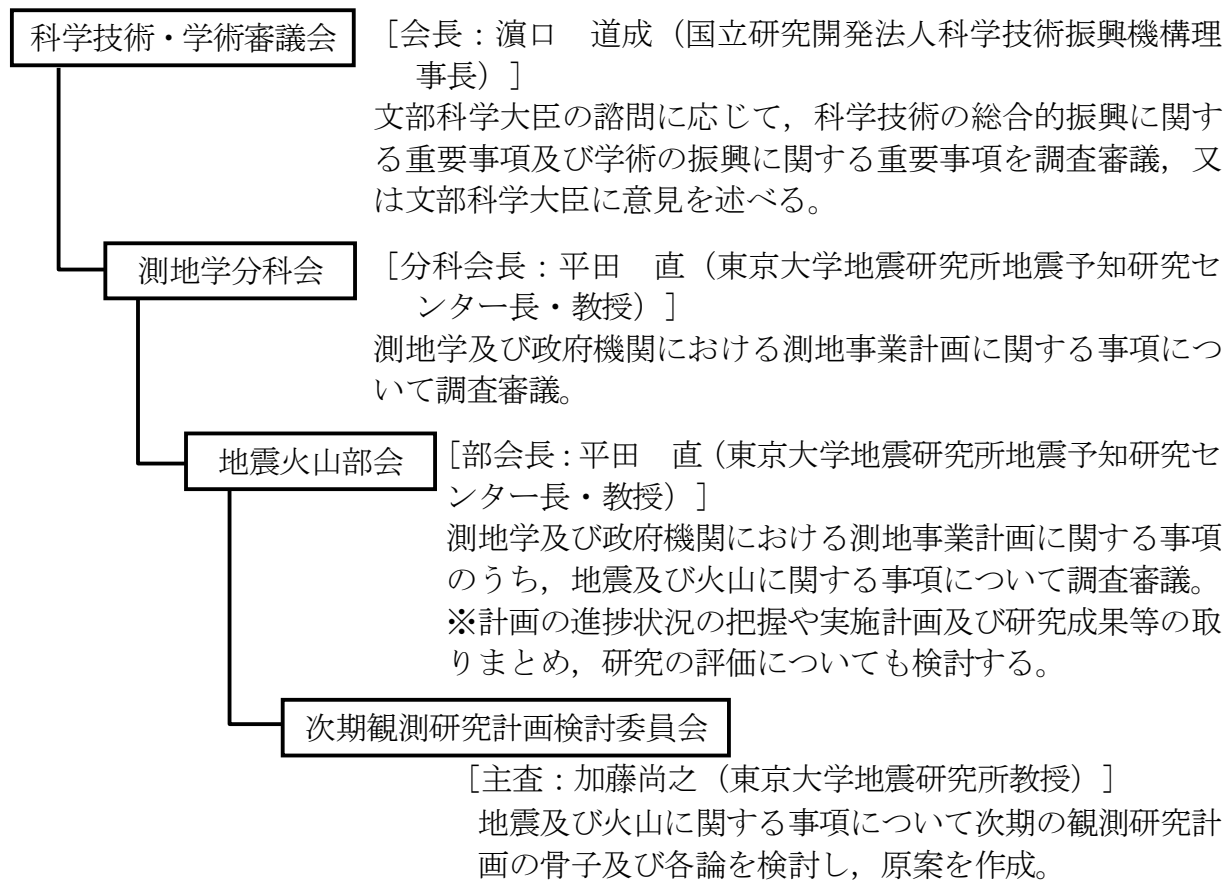 科学技術・学術審議会
[会長:濵口 道成(国立研究開発法人科学技術振興機構理
事長)]
文部科学大臣の諮問に応じて,科学技術の総合的振興に関す
る重要事項及び学術の振興に関する重要事項を調査審議,又
は文部科学大臣に意見を述べる。
測地学分科会
[分科会長:平田 直(東京大学地震研究所地震予知研究セ
ンター長・教授)]
測地学及び政府機関における測地事業計画に関する事項につ
いて調査審議。
地震火山部会
[部会長:平田 直(東京大学地震研究所地震予知研究セ
ンター長・教授)]
測地学及び政府機関における測地事業計画に関する事項
のうち,地震及び火山に関する事項について調査審議。
※計画の進捗状況の把握や実施計画及び研究成果等の取
りまとめ,研究の評価についても検討する。
次期観測研究計画検討委員会
[主査:加藤尚之(東京大学地震研究所教授)]
地震及び火山に関する事項について次期の観測研究計
画の骨子及び各論を検討し,原案を作成。